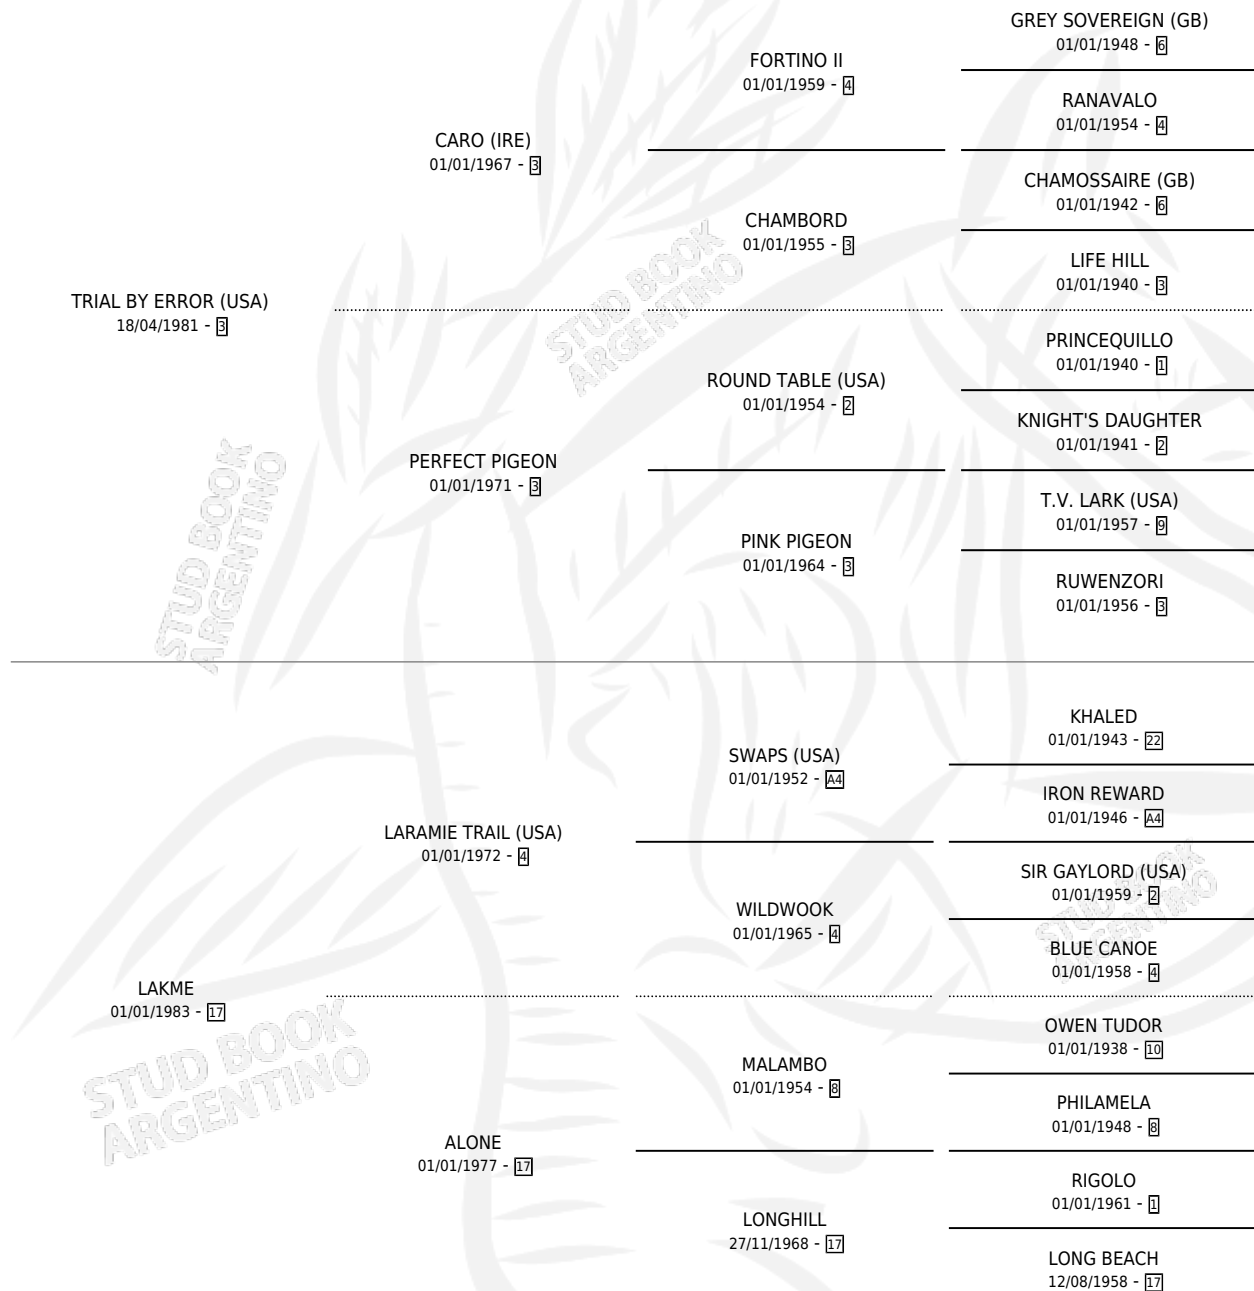 GREY SOVEREIGN (GB)
01/01/1948 - 6
FORTINO II
01/01/1959 - 4
RANAVALO
01/01/1954 - 4
CARO (IRE)
01/01/1967 - 3
CHAMOSSAIRE (GB)
01/01/1942 - 6
CHAMBORD
01/01/1955 - 3
LIFE HILL
01/01/1940 - 3
TRIAL BY ERROR (USA)
18/04/1981 - 3
PRINCEQUILLO
01/01/1940 - 1
ROUND TABLE (USA)
01/01/1954 - 2
KNIGHT'S DAUGHTER
01/01/1941 - 2
PERFECT PIGEON
01/01/1971 - 3
T.V. LARK (USA)
01/01/1957 - 9
PINK PIGEON
01/01/1964 - 3
RUWENZORI
01/01/1956 - 3
KHALED
01/01/1943 - 22
SWAPS (USA)
01/01/1952 - A4
IRON REWARD
01/01/1946 - A4
LARAMIE TRAIL (USA)
01/01/1972 - 4
SIR GAYLORD (USA)
01/01/1959 - 2
WILDWOOK
01/01/1965 - 4
BLUE CANOE
01/01/1958 - 4
LAKME
01/01/1983 - 17
OWEN TUDOR
01/01/1938 - 10
MALAMBO
01/01/1954 - 8
PHILAMELA
01/01/1948 - 8
ALONE
01/01/1977 - 17
RIGOLO
01/01/1961 - 1
LONGHILL
27/11/1968 - 17
LONG BEACH
12/08/1958 - 17
STUD BOOK
ARGENTINO
STUD BOOK
ARGENTINO
STUD BOOK
ARGENTINO
STUD BOOK
ARGENTINO